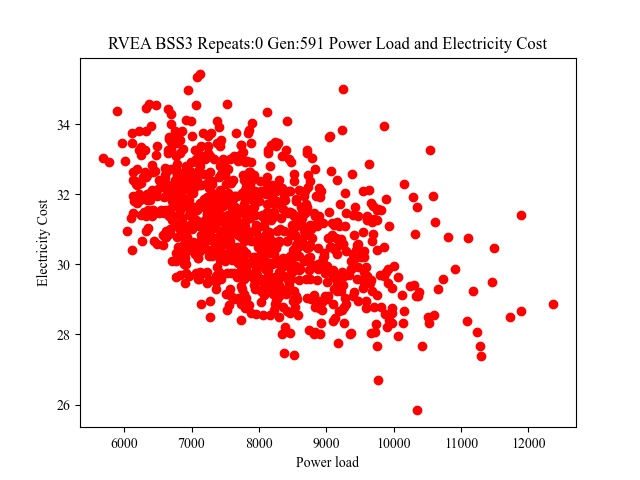 RVEA BSS3 Repeats:0 Gen:591 Power Load and Electricity Cost
Electricity Cost
34
32
30
28
26
6000 7000 8000 9000 10000 11000 12000
Power load